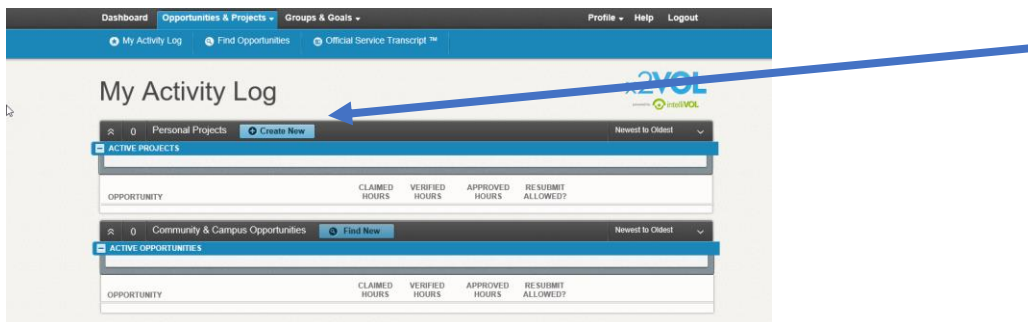 Dashboard Opportunities & Projects Groups & Goals Profile Help Logout
My Activity Log Find Opportunities Official Service Transcript ™
My Activity Log
x2VOL
intelliVOL
0 Personal Projects Create New Newest to Oldest
ACTIVE PROJECTS
OPPORTUNITY CLAIMED HOURS VERIFIED HOURS APPROVED HOURS RESUBMIT ALLOWED?
0 Community & Campus Opportunities Find New Newest to Oldest
ACTIVE OPPORTUNITIES
OPPORTUNITY CLAIMED HOURS VERIFIED HOURS APPROVED HOURS RESUBMIT ALLOWED?